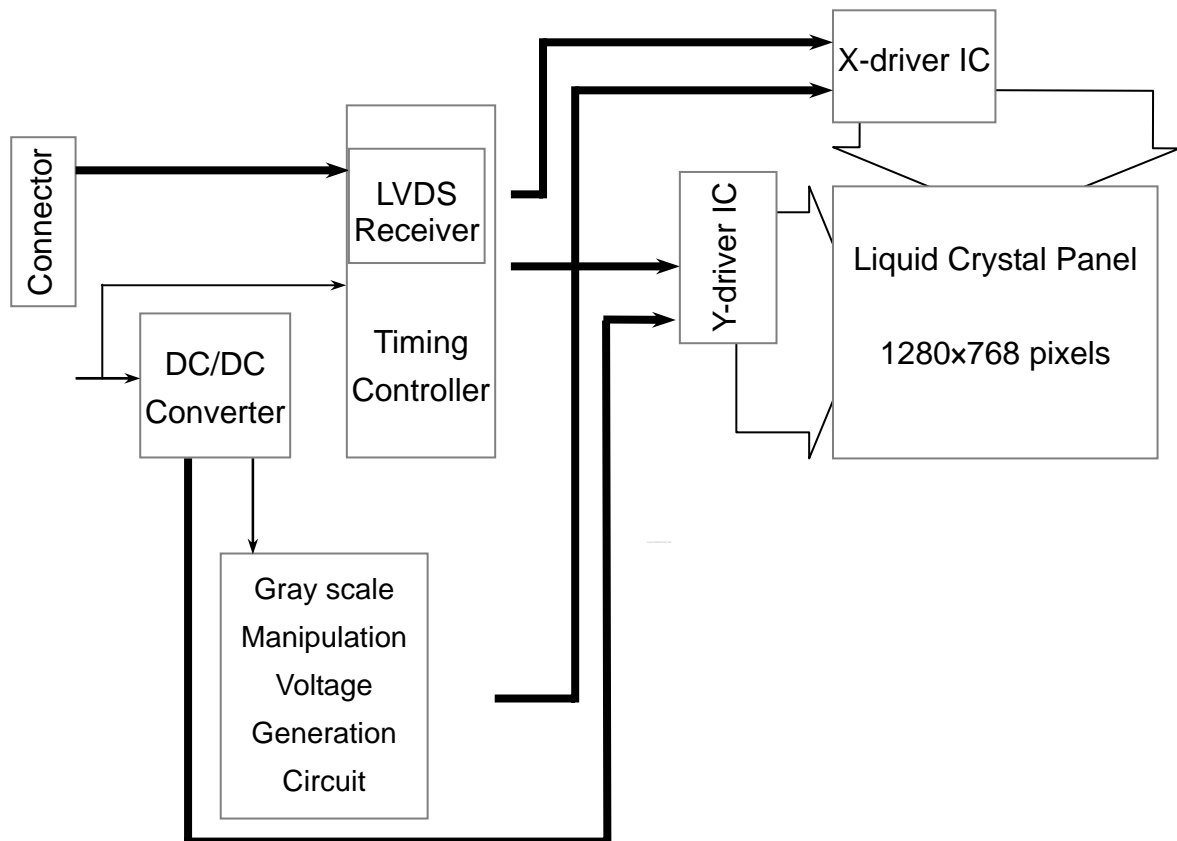 Connector
LVDS
Receiver
Timing
Controller
DC/DC
Converter
Gray scale
Manipulation
Voltage
Generation
Circuit
X-driver IC
Y-driver IC
Liquid Crystal Panel
1280×768 pixels